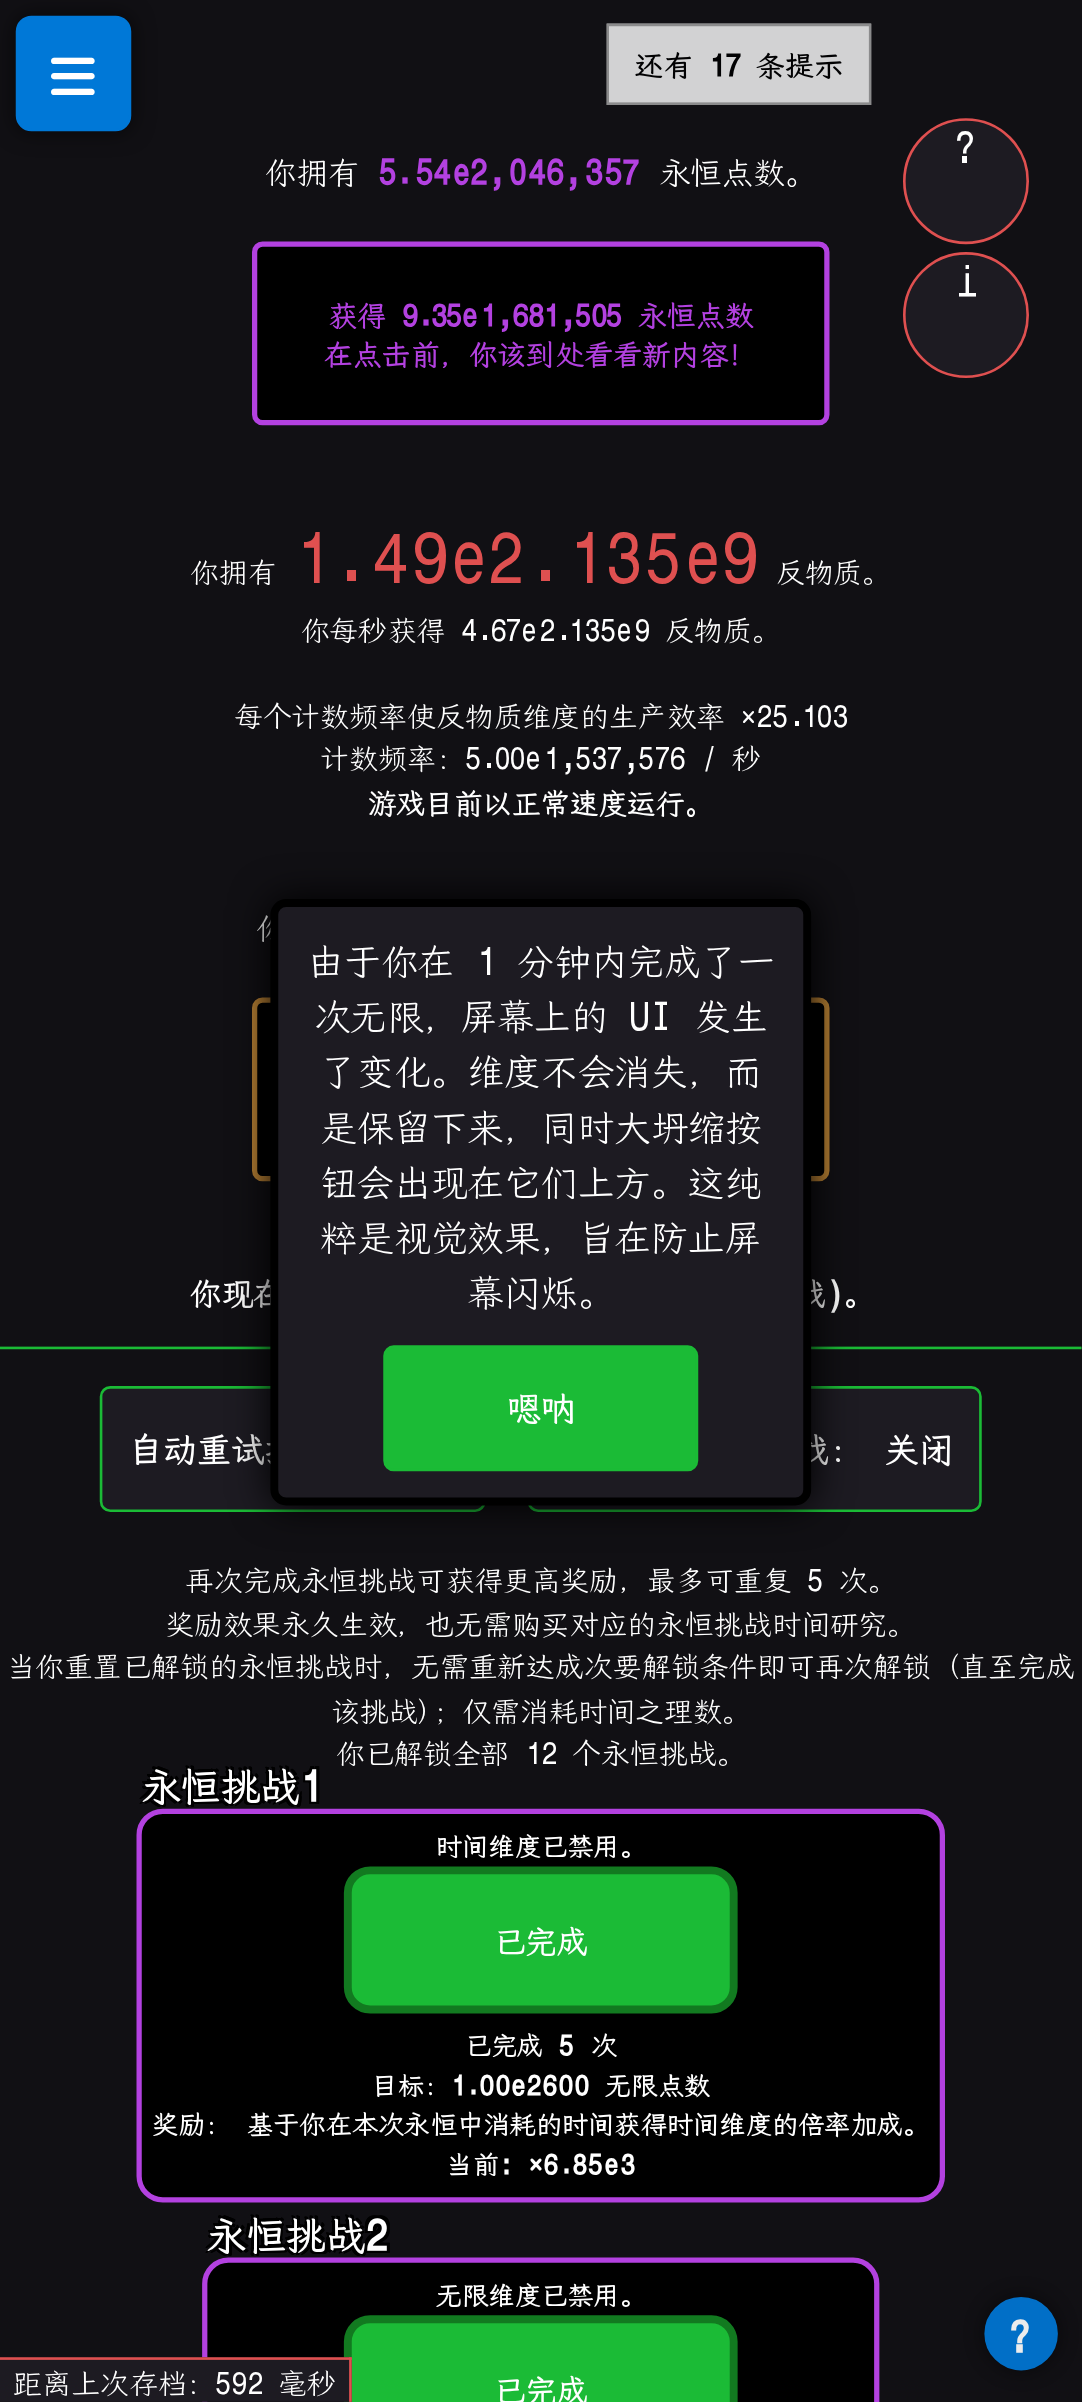 还有 17 条提示
?
i
你拥有 5.54e2,046,357 永恒点数。
获得 9.35e1,681,505 永恒点数
在点击前，你该到处看看新内容！
你拥有 1.49e2.135e9 反物质。
你每秒获得 4.67e2.135e9 反物质。
每个计数频率使反物质维度的生产效率 ×25.103
计数频率：5.00e1,537,576 / 秒
游戏目前以正常速度运行。
由于你在 1 分钟内完成了一
次无限，屏幕上的 UI 发生
了变化。维度不会消失，而
是保留下来，同时大坍缩按
钮会出现在它们上方。这纯
粹是视觉效果，旨在防止屏
幕闪烁。
嗯呐
你现在 )。
自动重试 ： 关闭
再次完成永恒挑战可获得更高奖励，最多可重复 5 次。
奖励效果永久生效，也无需购买对应的永恒挑战时间研究。
当你重置已解锁的永恒挑战时，无需重新达成次要解锁条件即可再次解锁（直至完成
该挑战）；仅需消耗时间之理数。
你已解锁全部 12 个永恒挑战。
永恒挑战1
时间维度已禁用。
已完成
已完成 5 次
目标：1.00e2600 无限点数
奖励： 基于你在本次永恒中消耗的时间获得时间维度的倍率加成。
当前: ×6.85e3
永恒挑战2
无限维度已禁用。
已完成
?
距离上次存档：592 毫秒